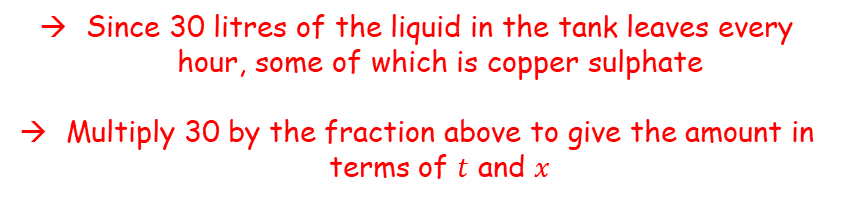 → Since 30 litres of the liquid in the tank leaves every
hour, some of which is copper sulphate
→ Multiply 30 by the fraction above to give the amount in
terms of t and x